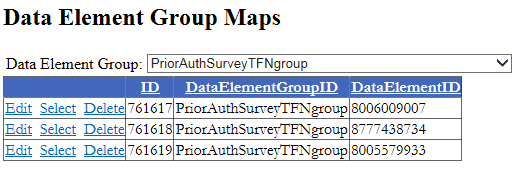 Data Element Group Maps
Data Element Group: PriorAuthSurveyTFNgroup
ID DataElementGroupID DataElementID
Edit Select Delete 761617 PriorAuthSurveyTFNgroup 8006009007
Edit Select Delete 761618 PriorAuthSurveyTFNgroup 8777438734
Edit Select Delete 761619 PriorAuthSurveyTFNgroup 8005579933